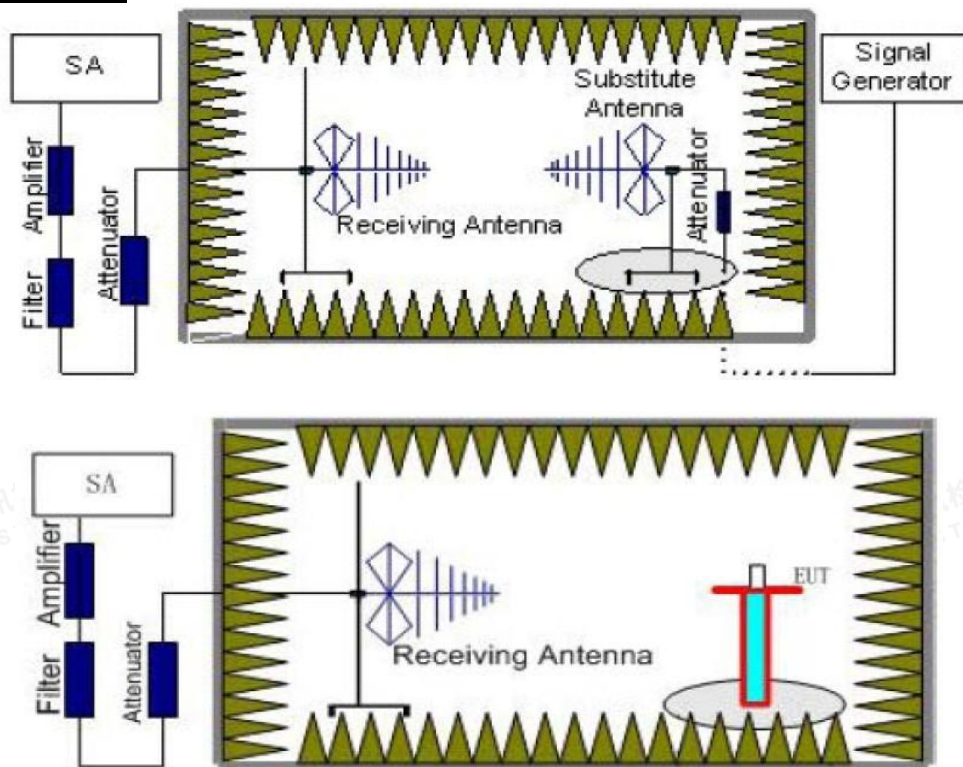 SA
Signal
Generator
Substitute
Antenna
Amplifier
Attenuator
Filter
Receiving Antenna
Attenuator
SA
Amplifier
Filter
Attenuator
Receiving Antenna
EUT